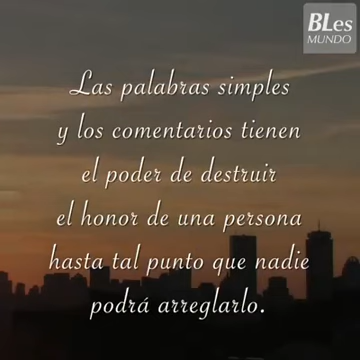 BLes
MUNDO
Las palabras simples
y los comentarios tienen
el poder de destruir
el honor de una persona
hasta tal punto que nadie
podrá arreglarlo.